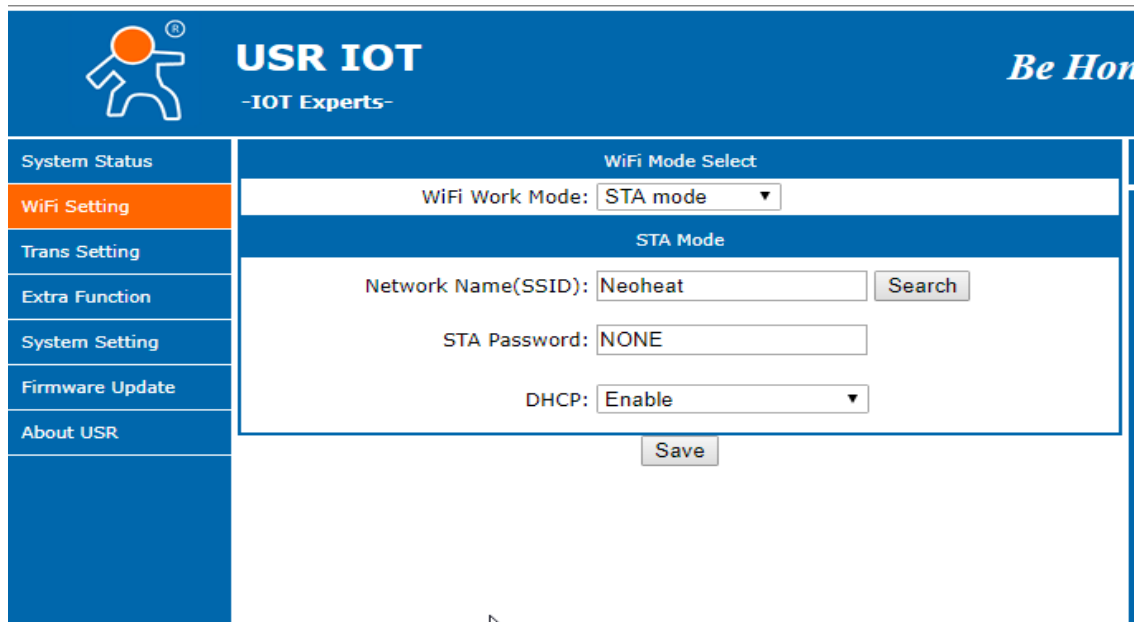 ®
USR IOT
-IOT Experts-
Be Hon
System Status
WiFi Setting
Trans Setting
Extra Function
System Setting
Firmware Update
About USR
WiFi Mode Select
WiFi Work Mode: STA mode
STA Mode
Network Name(SSID): Neoheat Search
STA Password: NONE
DHCP: Enable
Save